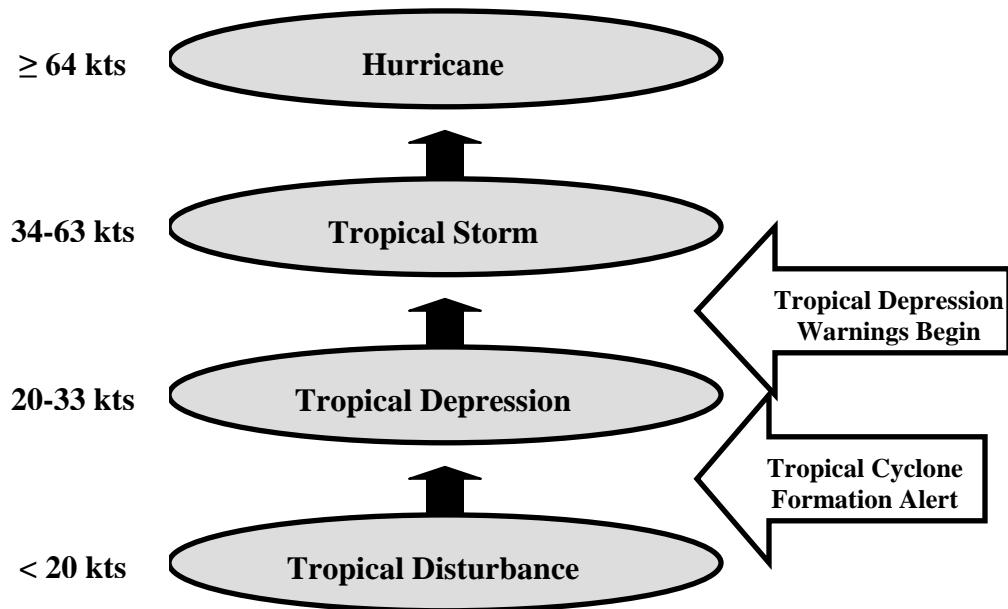 ≥ 64 kts
Hurricane
34-63 kts
Tropical Storm
Tropical Depression
Warnings Begin
20-33 kts
Tropical Depression
Tropical Cyclone
Formation Alert
< 20 kts
Tropical Disturbance